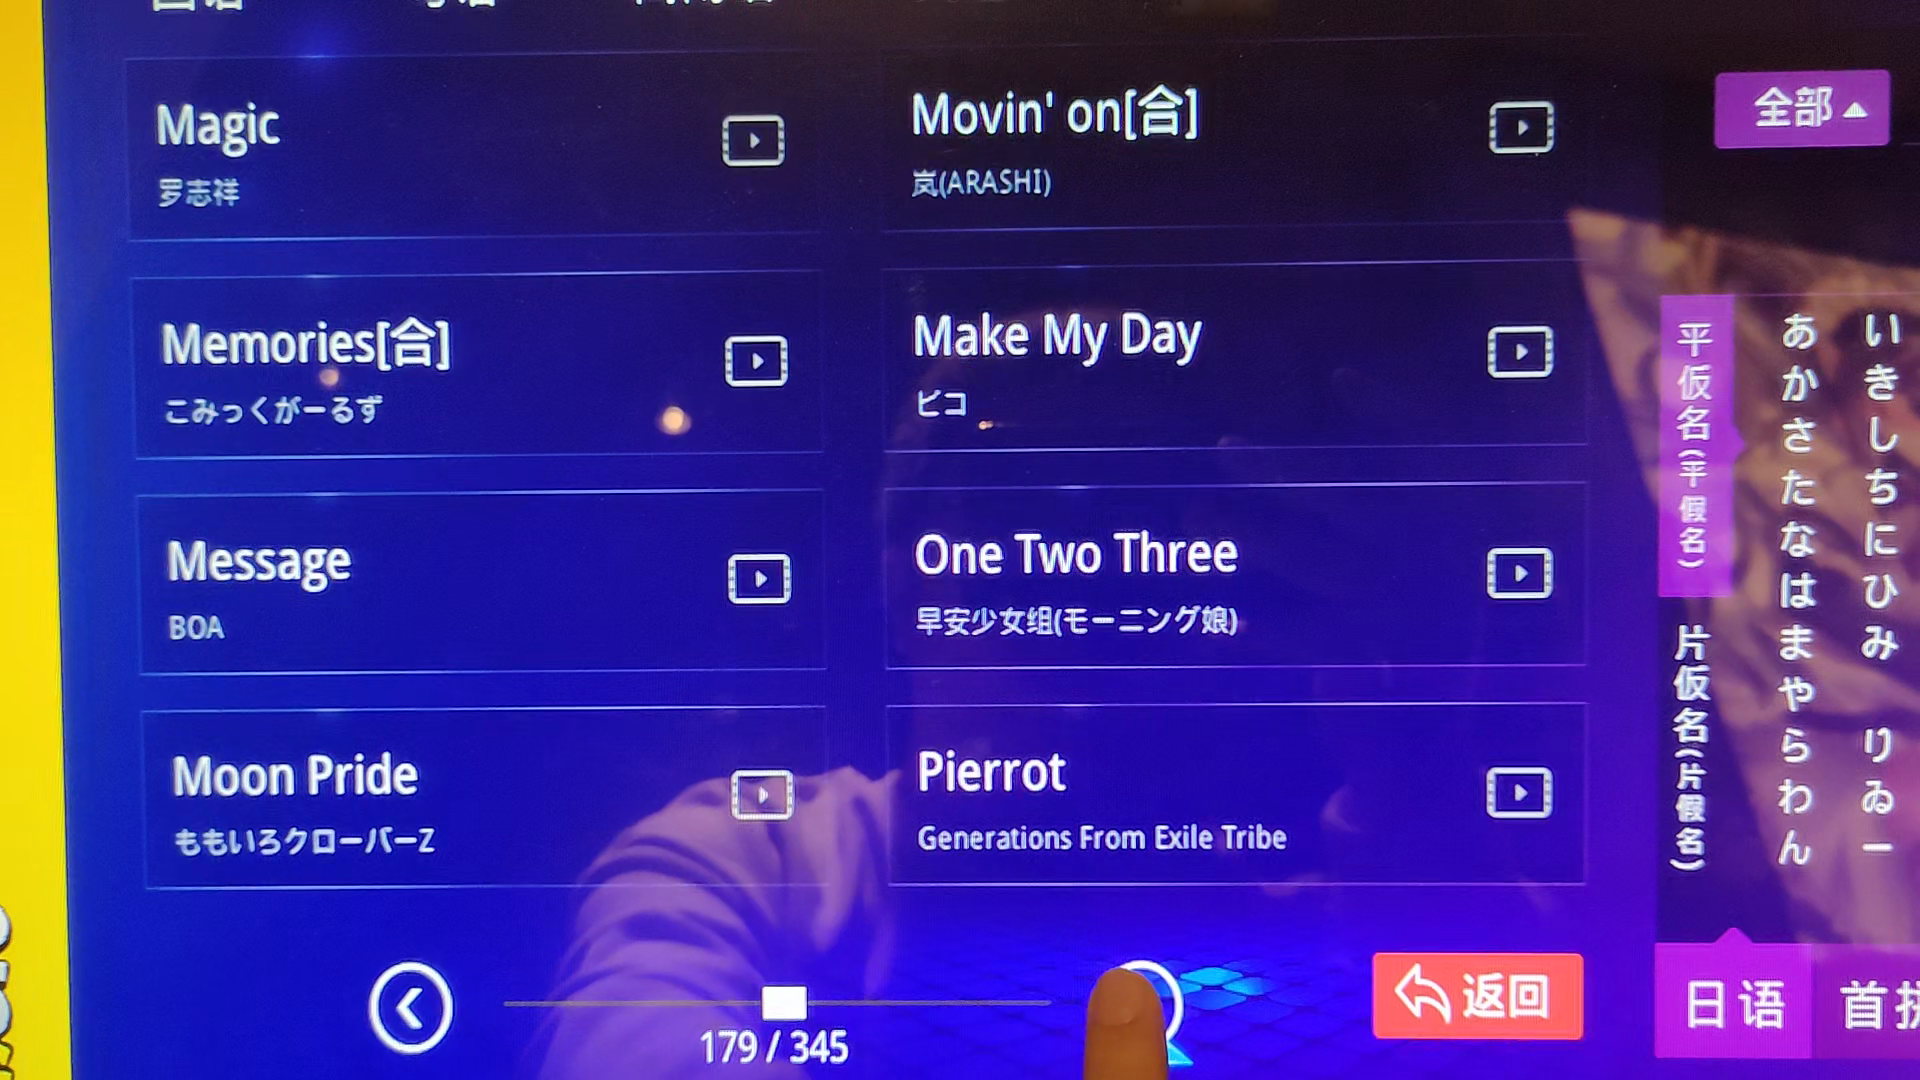 Magic
罗志祥
Movin' on[合]
岚(ARASHI)
Memories[合]
こみっくがーるず
Make My Day
ビコ
Message
BOA
One Two Three
早安少女组(モーニング娘)
Moon Pride
ももいろクローバーZ
Pierrot
Generations From Exile Tribe
179 / 345
返回
全部
平仮名(平假名)
片仮名(片假名)
あかさたなはまやらわん
いきしちにひみ りゐー
日语
首拼